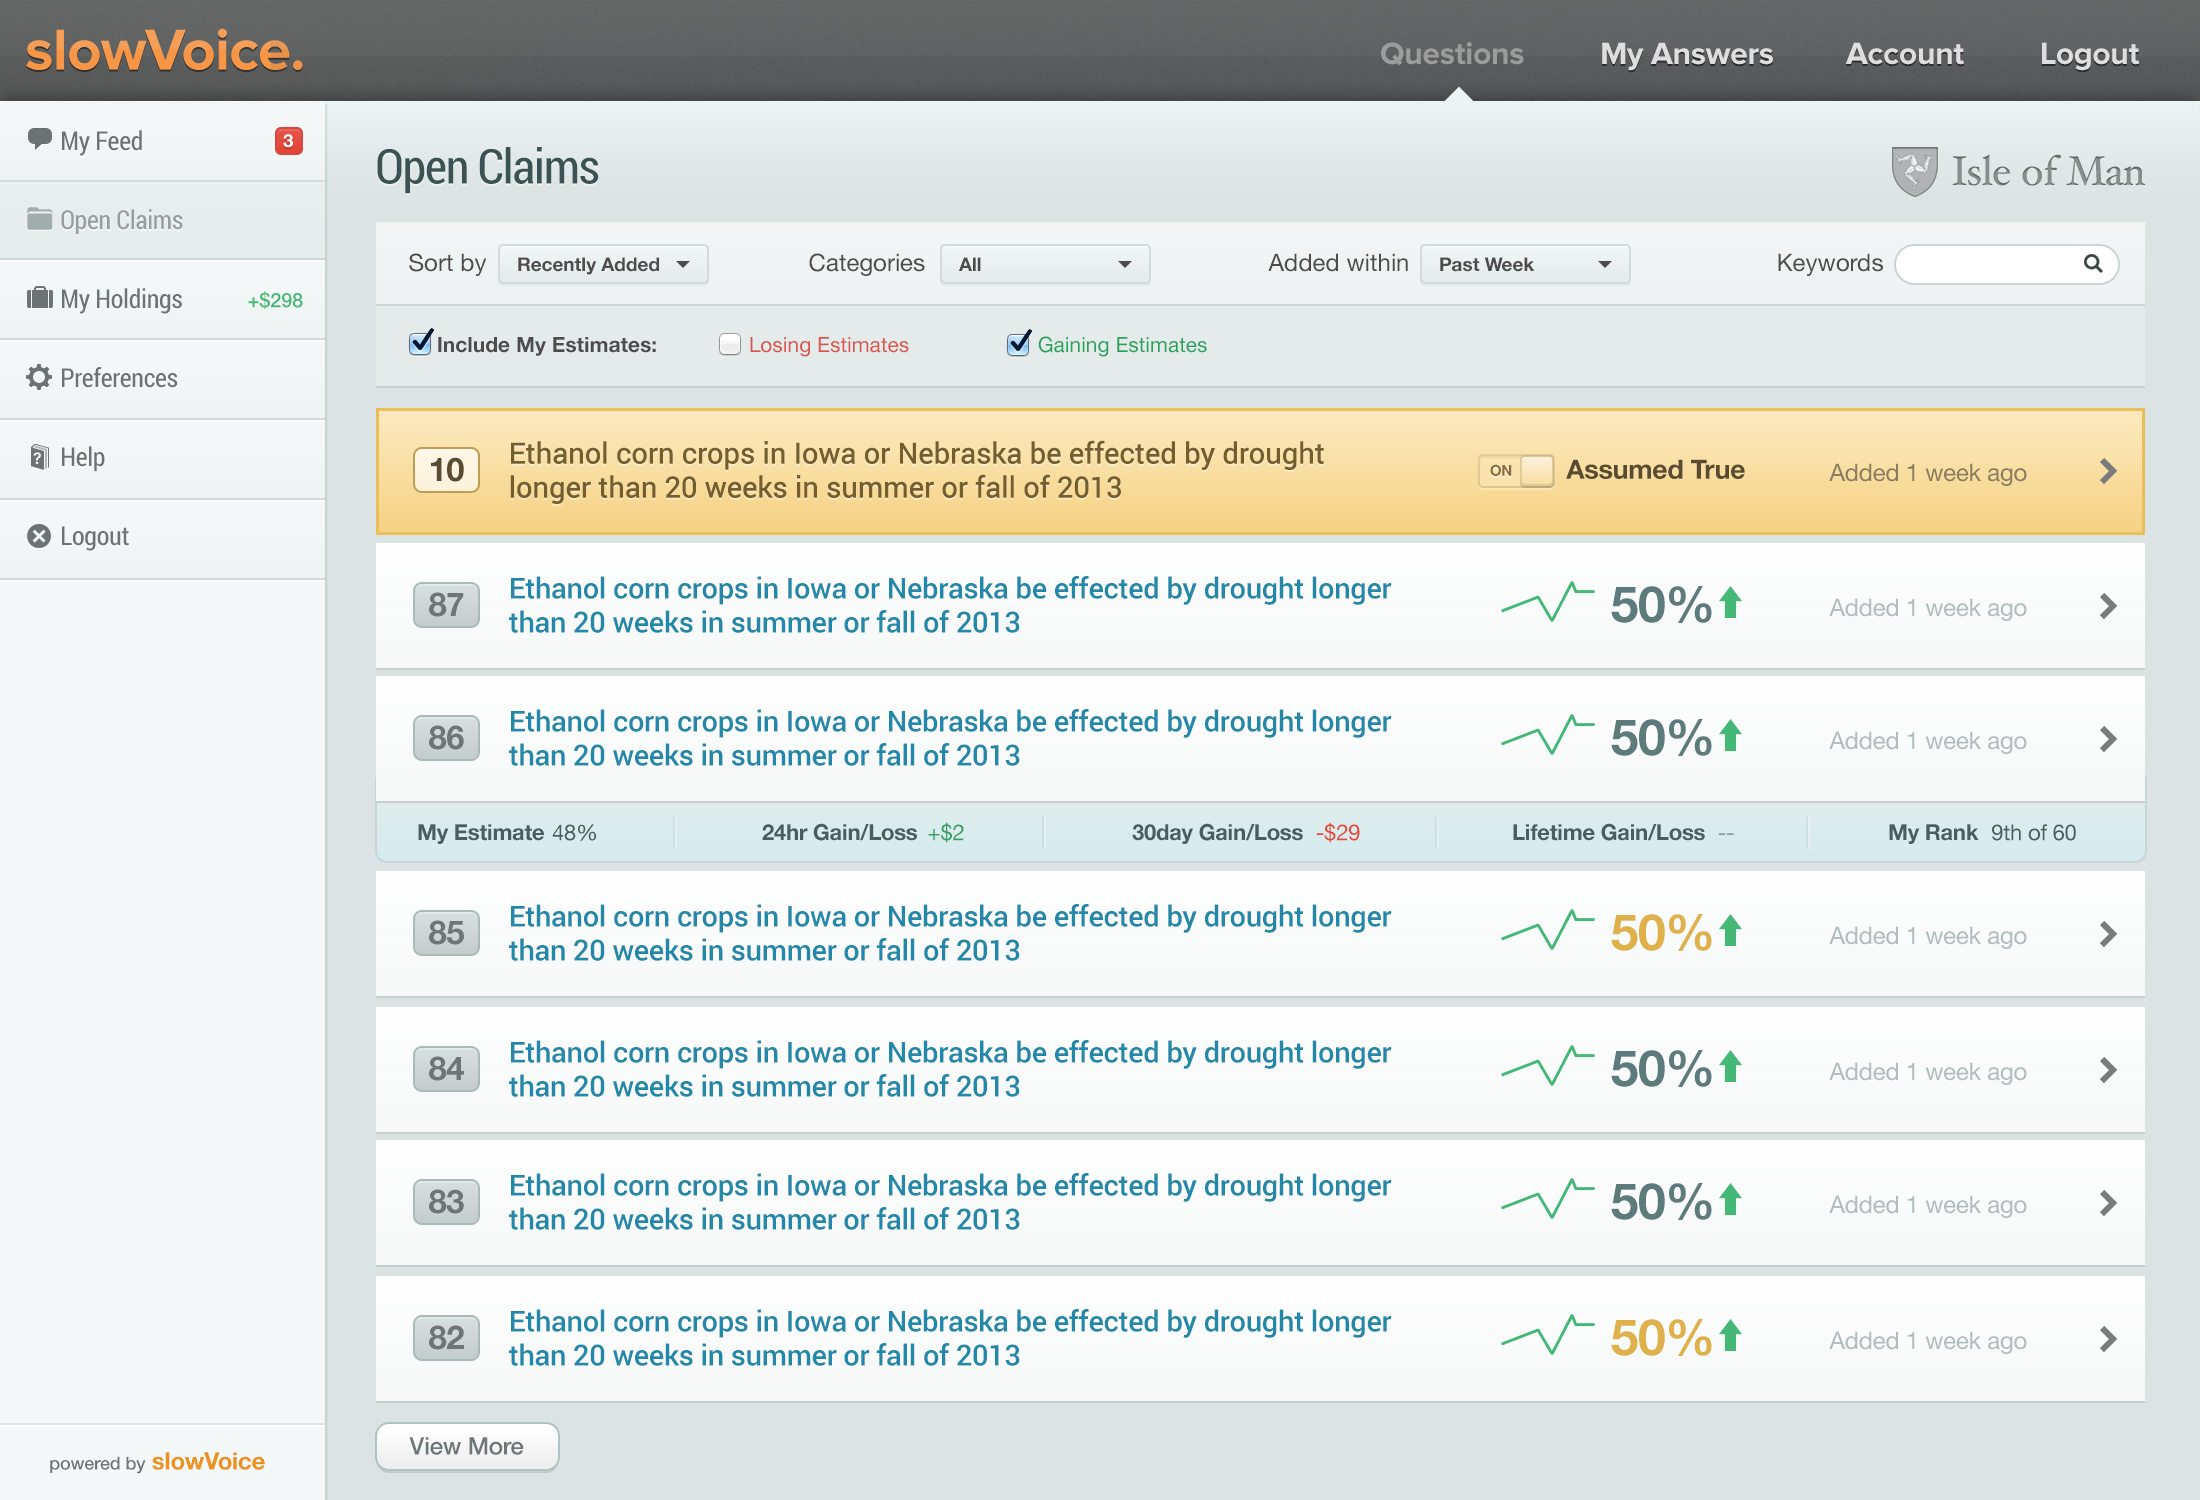 slowVoice.
Questions
My Answers
Account
Logout
My Feed
3
Open Claims
My Holdings
+$298
Preferences
?
Help
Logout
powered by slowVoice
Open Claims
Isle of Man
Sort by
Recently Added
Categories
All
Added within
Past Week
Keywords
Include My Estimates:
Losing Estimates
Gaining Estimates
10
Ethanol corn crops in Iowa or Nebraska be effected by drought
longer than 20 weeks in summer or fall of 2013
ON
Assumed True
Added 1 week ago
87
Ethanol corn crops in Iowa or Nebraska be effected by drought longer
than 20 weeks in summer or fall of 2013
50%
Added 1 week ago
86
Ethanol corn crops in Iowa or Nebraska be effected by drought longer
than 20 weeks in summer or fall of 2013
50%
Added 1 week ago
My Estimate 48%
24hr Gain/Loss +$2
30day Gain/Loss -$29
Lifetime Gain/Loss --
My Rank 9th of 60
85
Ethanol corn crops in Iowa or Nebraska be effected by drought longer
than 20 weeks in summer or fall of 2013
50%
Added 1 week ago
84
Ethanol corn crops in Iowa or Nebraska be effected by drought longer
than 20 weeks in summer or fall of 2013
50%
Added 1 week ago
83
Ethanol corn crops in Iowa or Nebraska be effected by drought longer
than 20 weeks in summer or fall of 2013
50%
Added 1 week ago
82
Ethanol corn crops in Iowa or Nebraska be effected by drought longer
than 20 weeks in summer or fall of 2013
50%
Added 1 week ago
View More